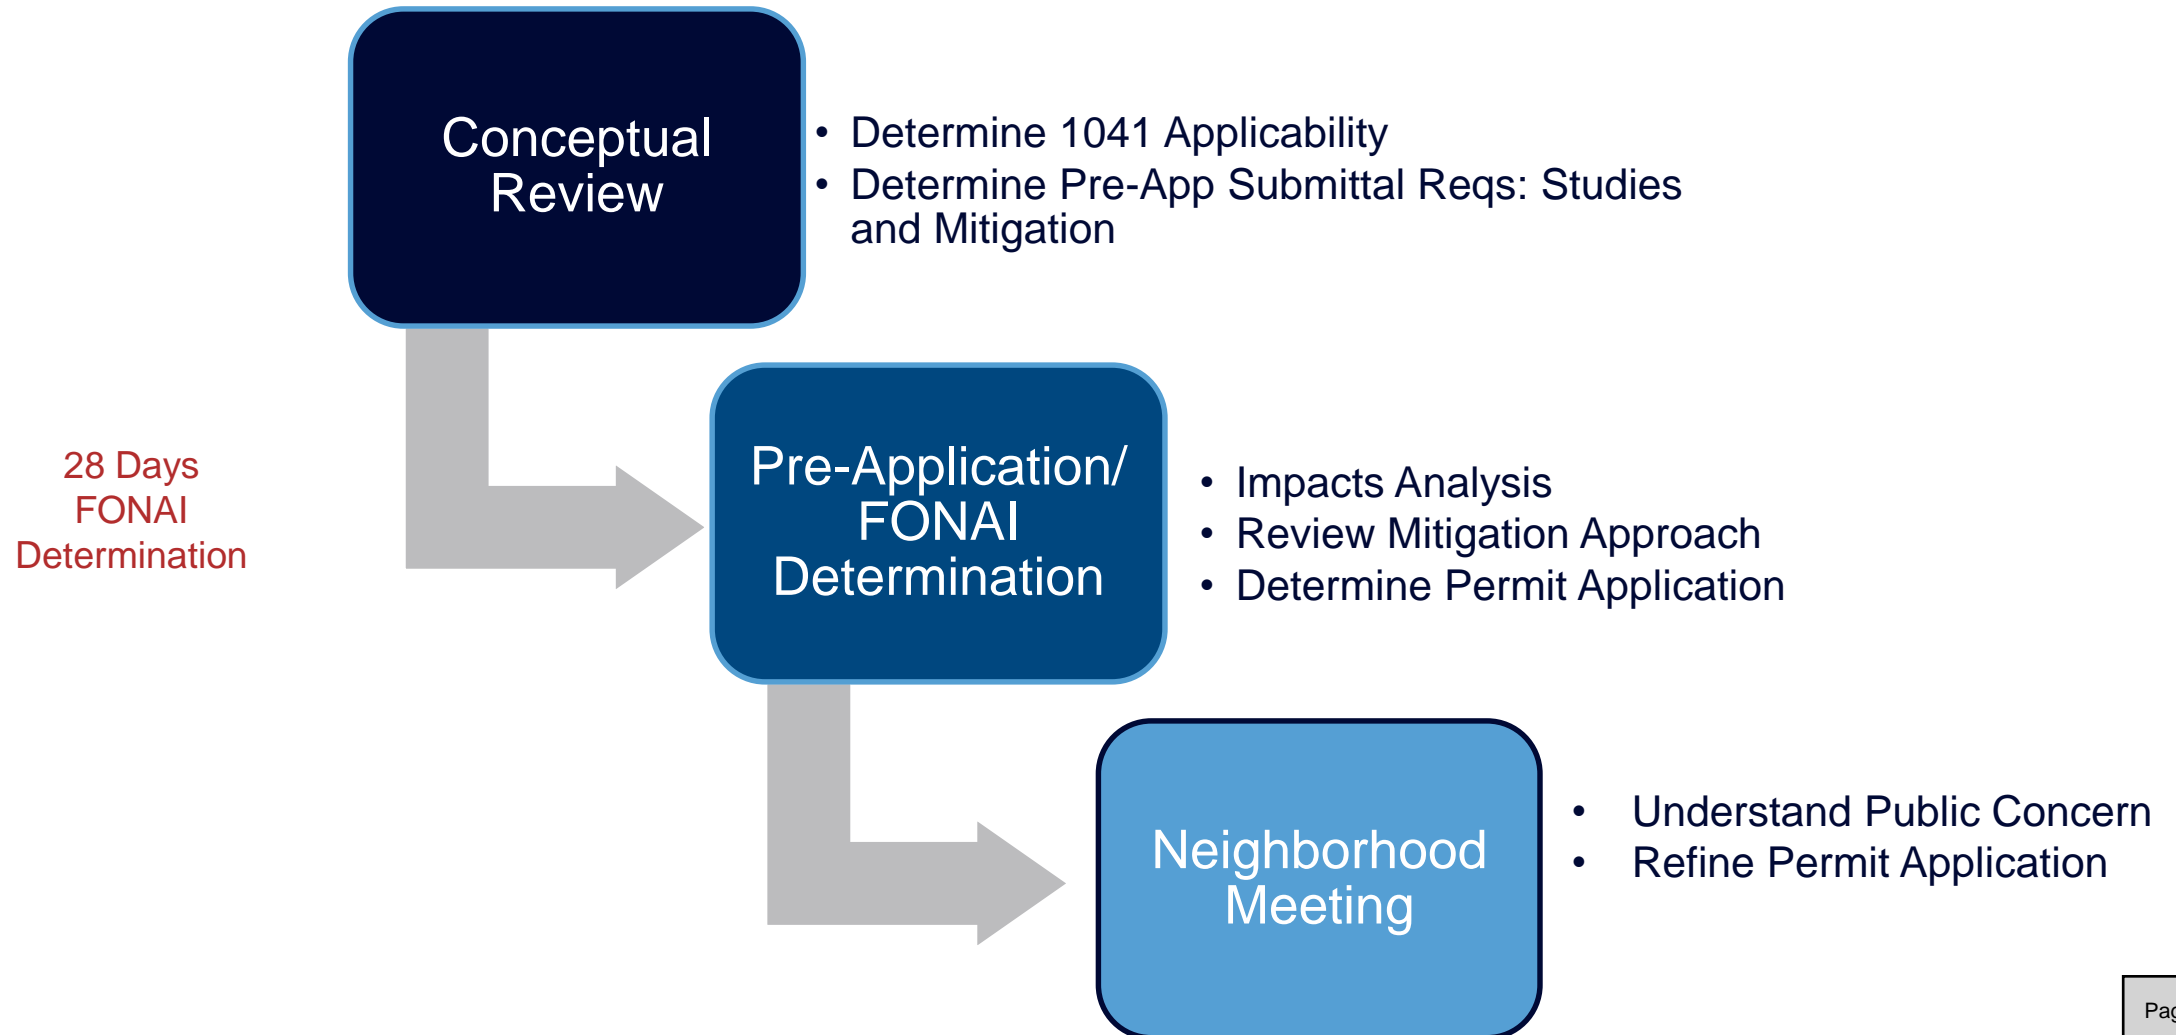 Conceptual
Review
• Determine 1041 Applicability
• Determine Pre-App Submittal Reqs: Studies
and Mitigation
28 Days
FONAI
Determination
Pre-Application/
FONAI
Determination
• Impacts Analysis
• Review Mitigation Approach
• Determine Permit Application
Neighborhood
Meeting
• Understand Public Concern
• Refine Permit Application